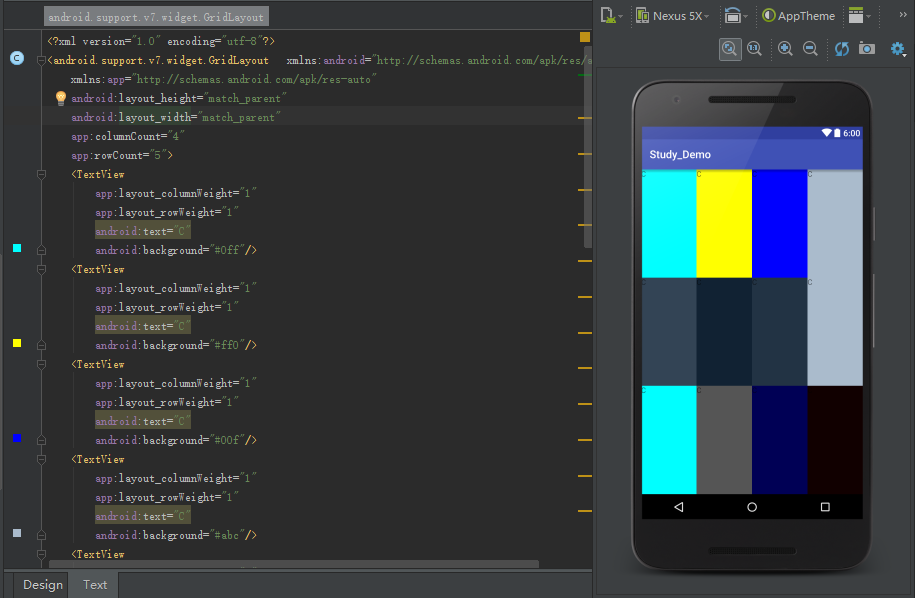 android.support.v7.widget.GridLayout
Nexus 5X
AppTheme
»
C
1:1
<?xml version="1.0" encoding="utf-8"?>
<android.support.v7.widget.GridLayout xmlns:android="http://schemas.android.com/apk/res/a
xmlns:app="http://schemas.android.com/apk/res-auto"
android:layout_height="match_parent"
android:layout_width="match_parent"
app:columnCount="4"
app:rowCount="5">
<TextView
app:layout_columnWeight="1"
app:layout_rowWeight="1"
android:text="C"
android:background="#0ff"/>
<TextView
app:layout_columnWeight="1"
app:layout_rowWeight="1"
android:text="C"
android:background="#ff0"/>
<TextView
app:layout_columnWeight="1"
app:layout_rowWeight="1"
android:text="C"
android:background="#00f"/>
<TextView
app:layout_columnWeight="1"
app:layout_rowWeight="1"
android:text="C"
android:background="#abc"/>
<TextView
Design
Text
6:00
Study_Demo
C C C
C C
C C